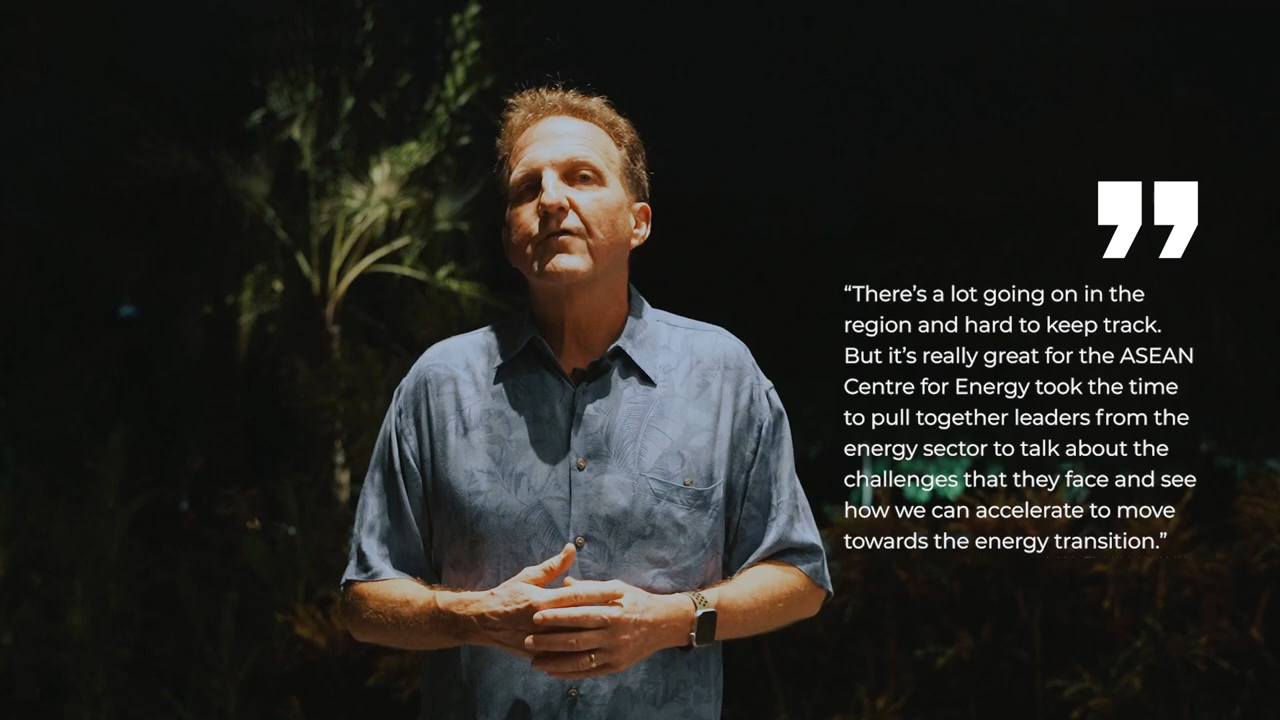 ”
“There’s a lot going on in the
region and hard to keep track.
But it’s really great for the ASEAN
Centre for Energy took the time
to pull together leaders from the
energy sector to talk about the
challenges that they face and see
how we can accelerate to move
towards the energy transition.”